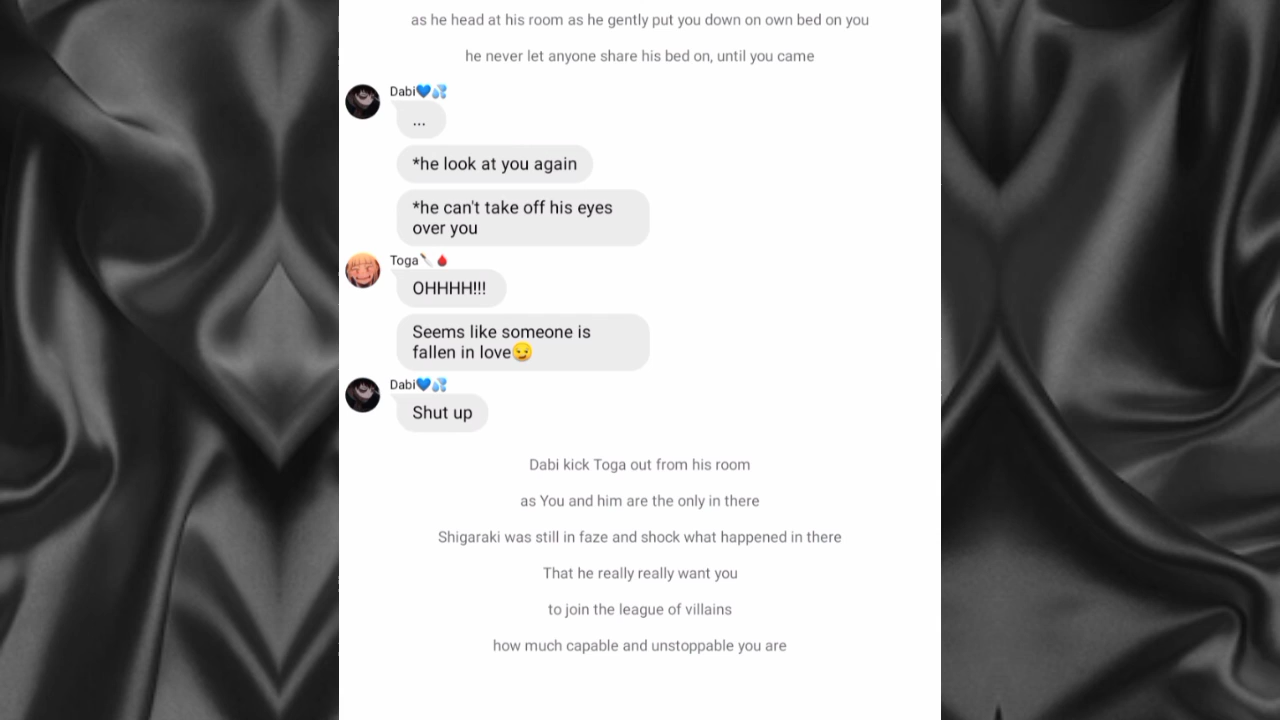 as he head at his room as he gently put you down on own bed on you
he never let anyone share his bed on, until you came
Dabi💙💦
...
*he look at you again
*he can't take off his eyes
over you
Toga🔪🩸
OHHHH!!!
Seems like someone is
fallen in love😏
Dabi💙💦
Shut up
Dabi kick Toga out from his room
as You and him are the only in there
Shigaraki was still in faze and shock what happened in there
That he really really want you
to join the league of villains
how much capable and unstoppable you are